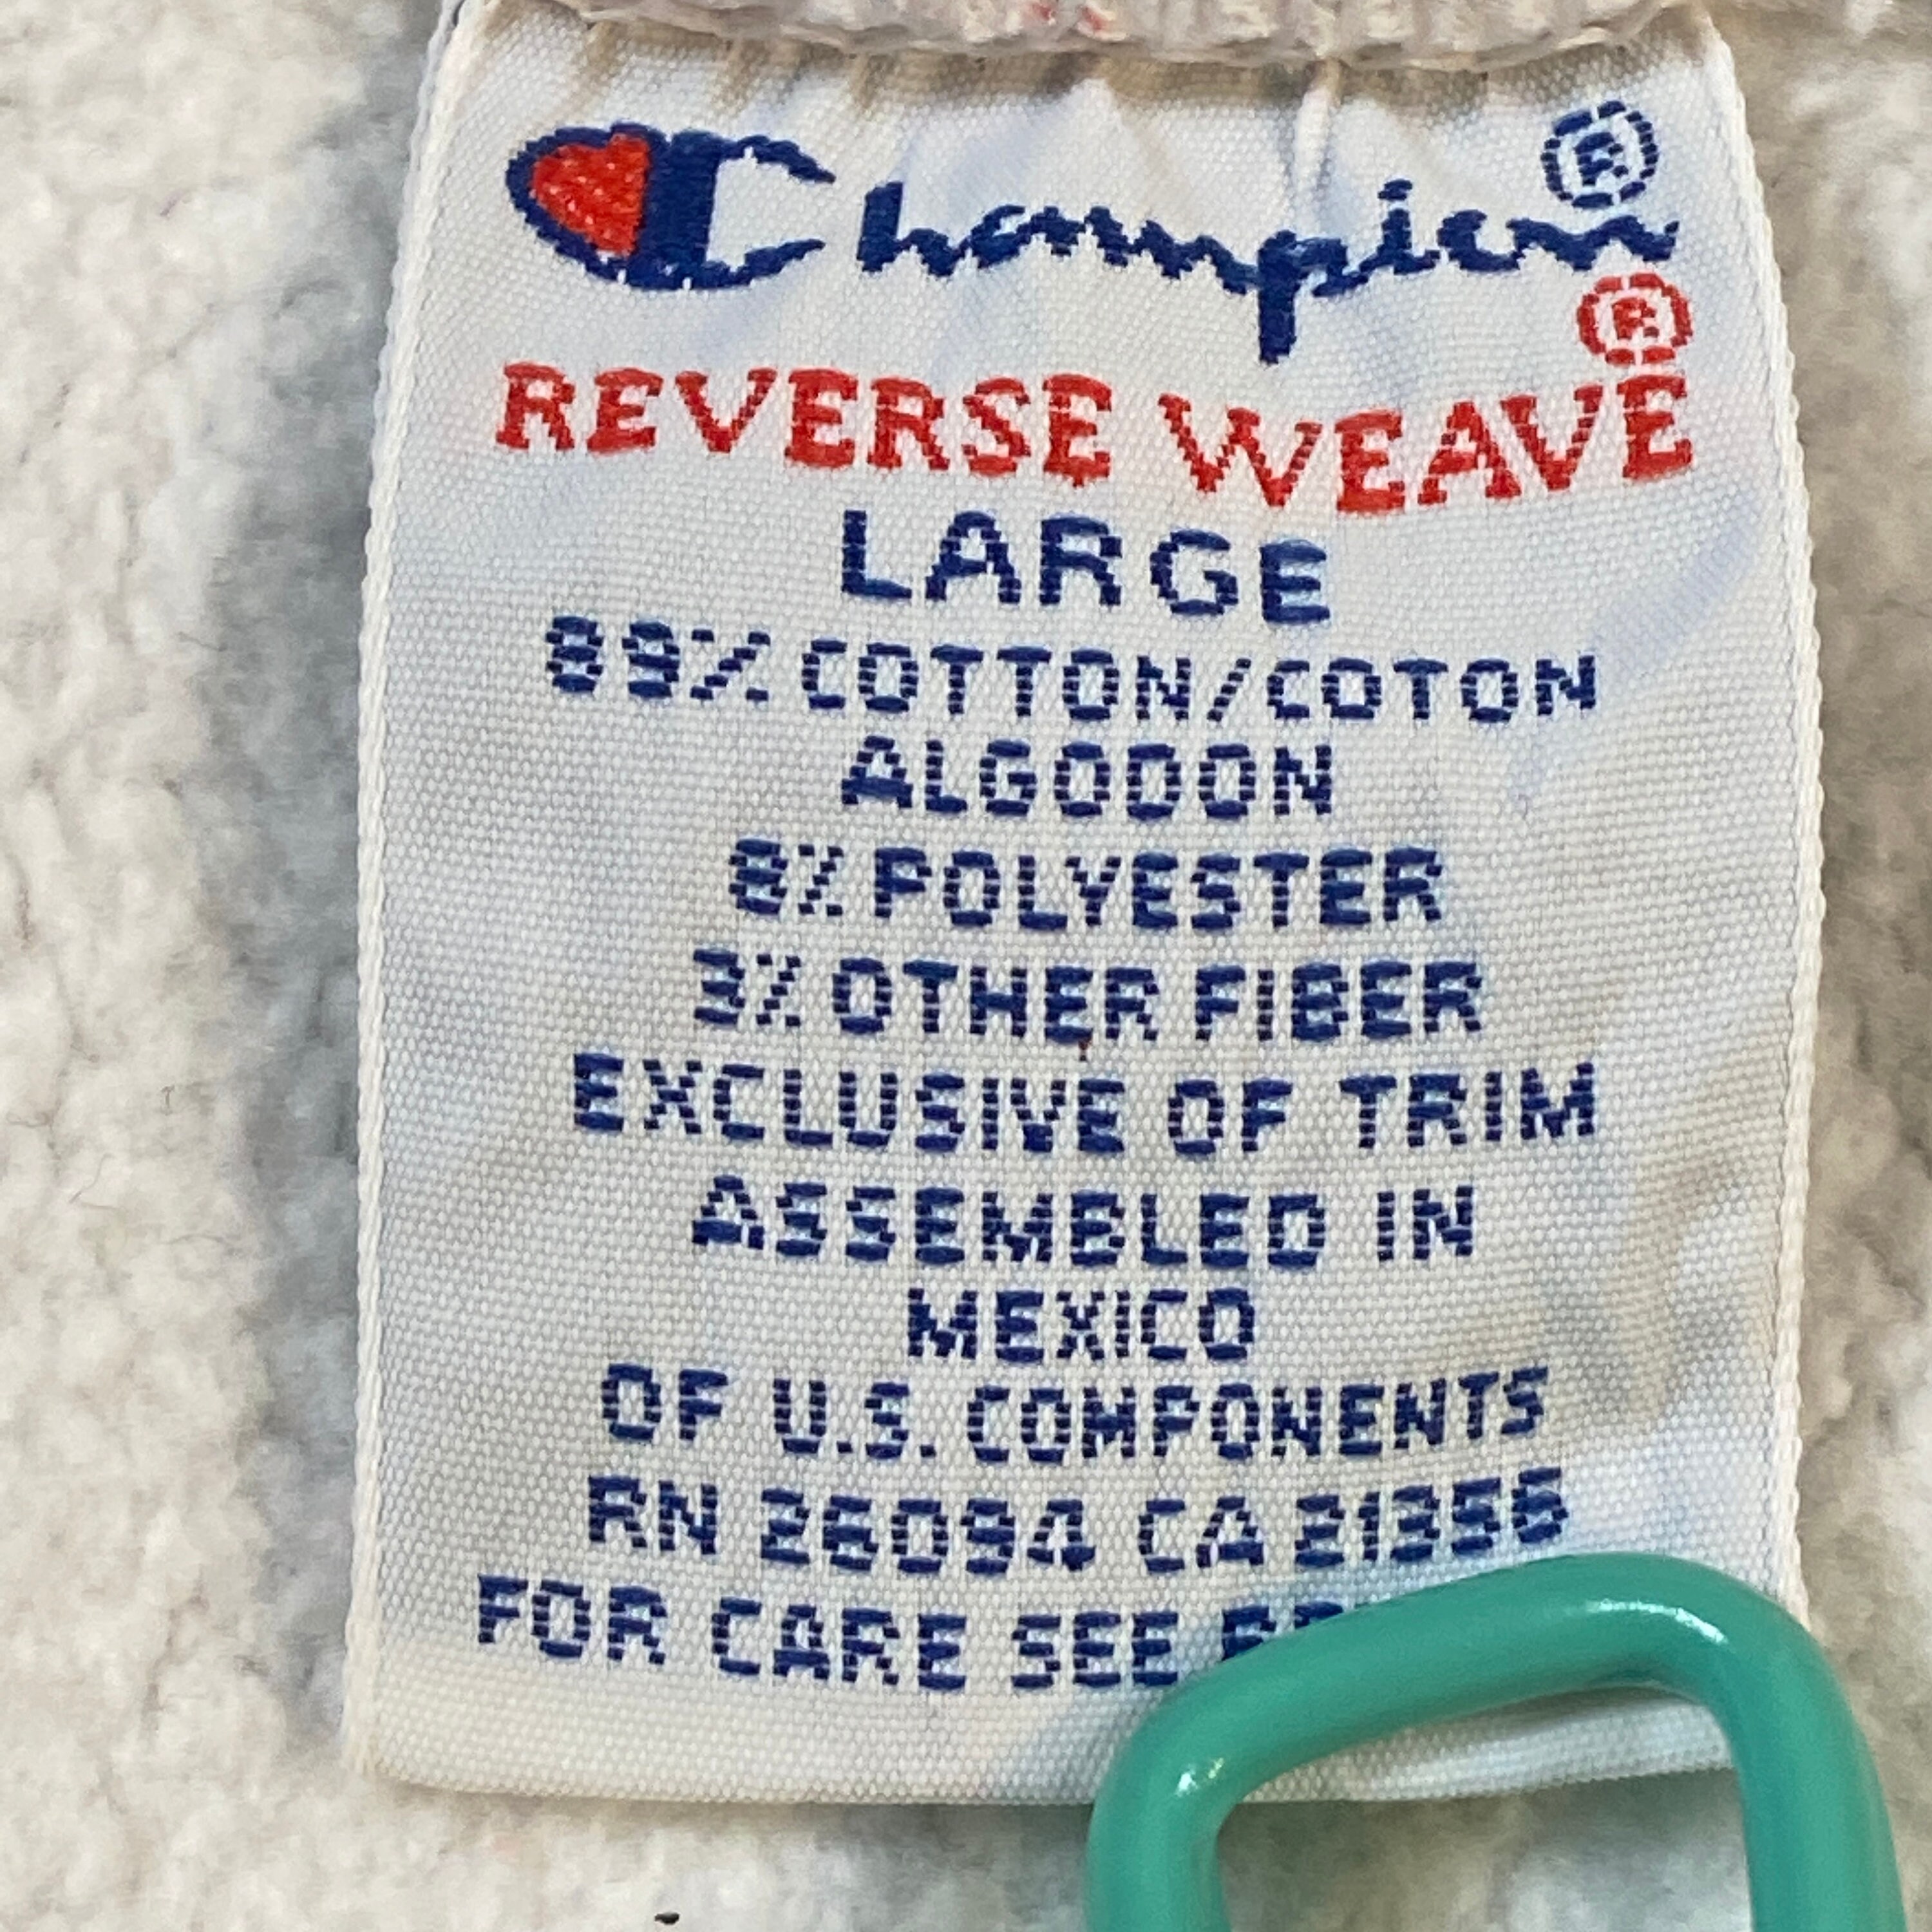 Champion®
REVERSE WEAVE®
LARGE
89% COTTON/COTON
ALGODON
8% POLYESTER
3% OTHER FIBER
EXCLUSIVE OF TRIM
ASSEMBLED IN
MEXICO
OF U.S. COMPONENTS
RN 26094 CA 21355
FOR CARE SEE